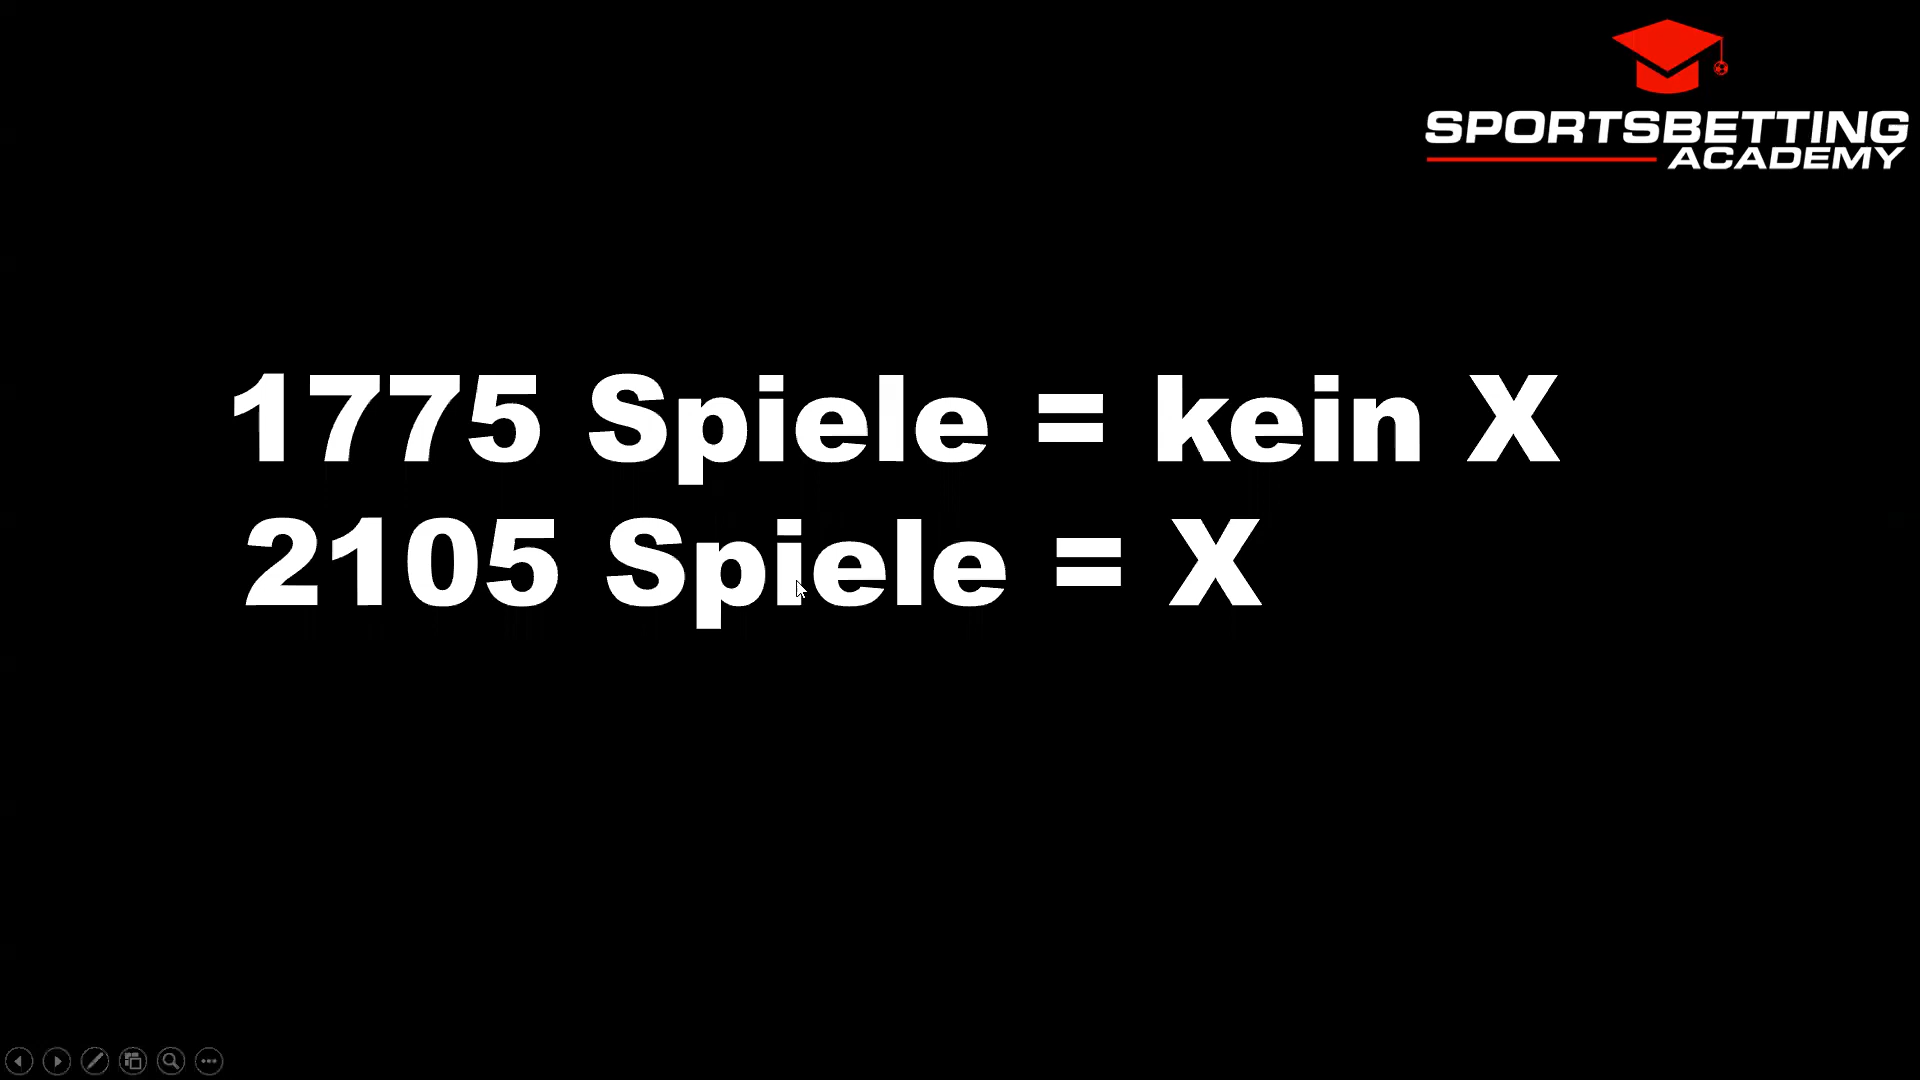 SPORTSBETTING
ACADEMY
1775 Spiele = kein X
2105 Spiele = X